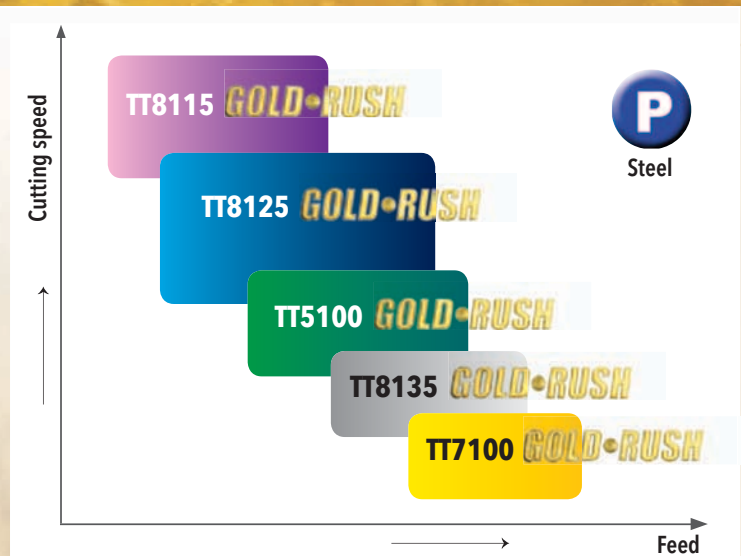 TT8115 GOLD•RUSH
P
Steel
Cutting speed
TT8125 GOLD•RUSH
TT5100 GOLD•RUSH
TT8135 GOLD•RUSH
TT7100 GOLD•RUSH
Feed